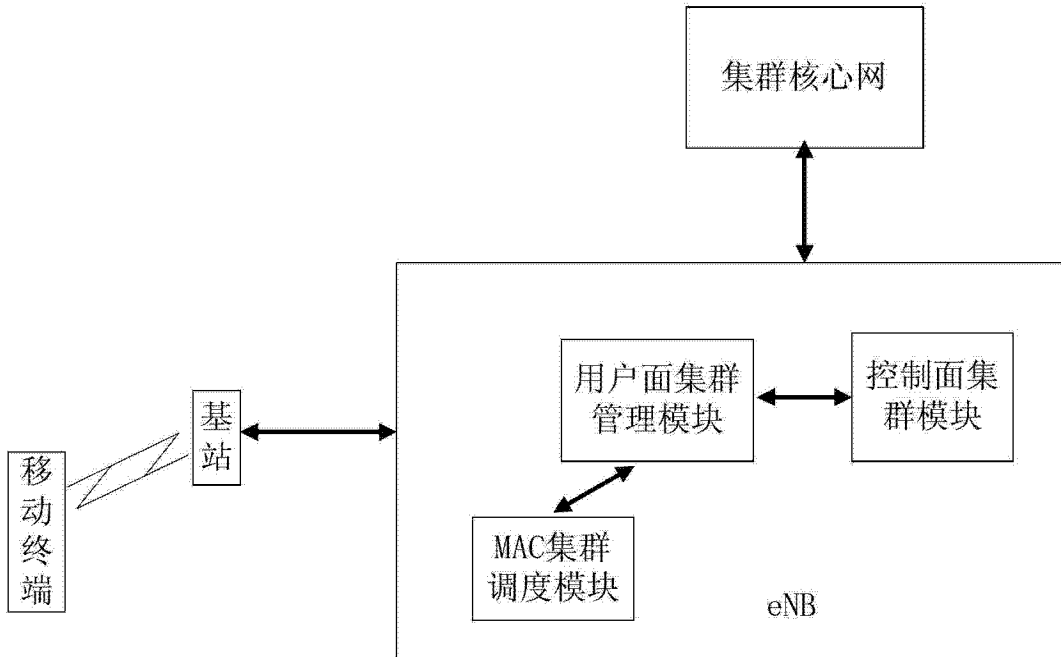 集群核心网
用户面集群
管理模块
控制面集
群模块
基站
移动终端
MAC集群
调度模块
eNB